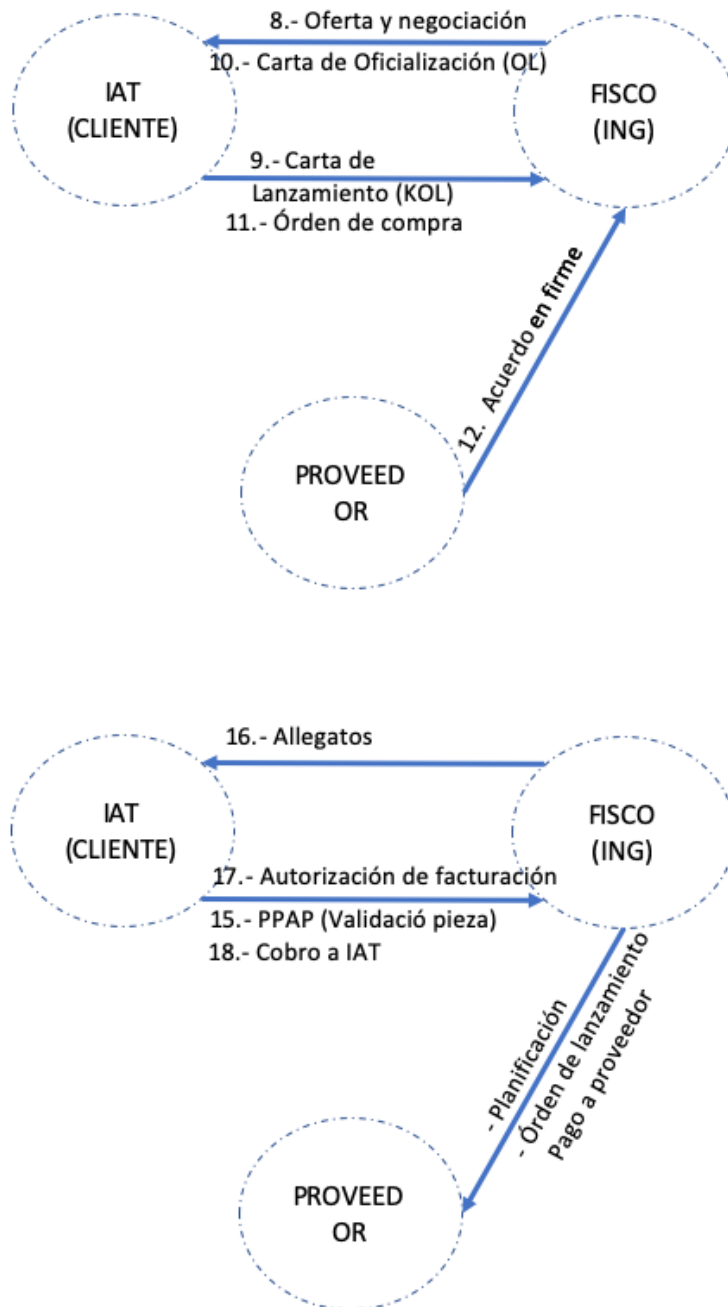 8.- Oferta y negociación
10.- Carta de Oficialización (OL)
IAT
(CLIENTE)
FISCO
(ING)
9.- Carta de
Lanzamiento (KOL)
11.- Órden de compra
12. Acuerdo en firme
PROVEED
OR
16.- Allegatos
IAT
(CLIENTE)
FISCO
(ING)
17.- Autorización de facturación
15.- PPAP (Validació pieza)
18.- Cobro a IAT
- Planificación
- Órden de lanzamiento
Pago a proveedor
PROVEED
OR